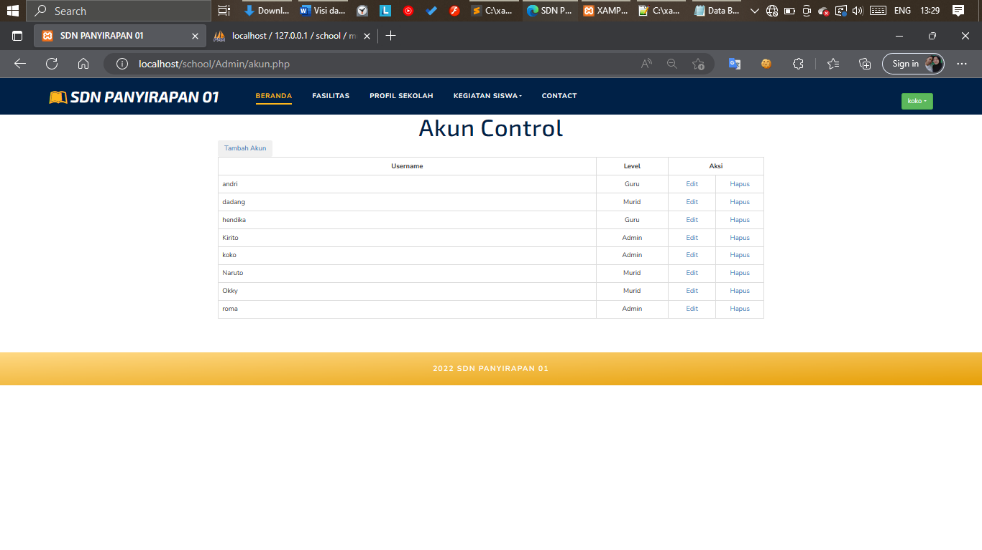 Search
Downl...
Visi da...
C:\xa...
SDN P...
XAMP...
C:\xa...
Data B...
ENG
13:29
SDN PANYIRAPAN 01
localhost / 127.0.0.1 / school / m
localhost/school/Admin/akun.php
Sign in
SDN PANYIRAPAN 01
BERANDA
FASILITAS
PROFIL SEKOLAH
KEGIATAN SISWA
CONTACT
koko
Akun Control
Tambah Akun
Username Level Aksi
andri Guru Edit Hapus
dadang Murid Edit Hapus
hendika Guru Edit Hapus
Kirito Admin Edit Hapus
koko Admin Edit Hapus
Naruto Murid Edit Hapus
Okky Murid Edit Hapus
roma Admin Edit Hapus
2022 SDN PANYIRAPAN 01